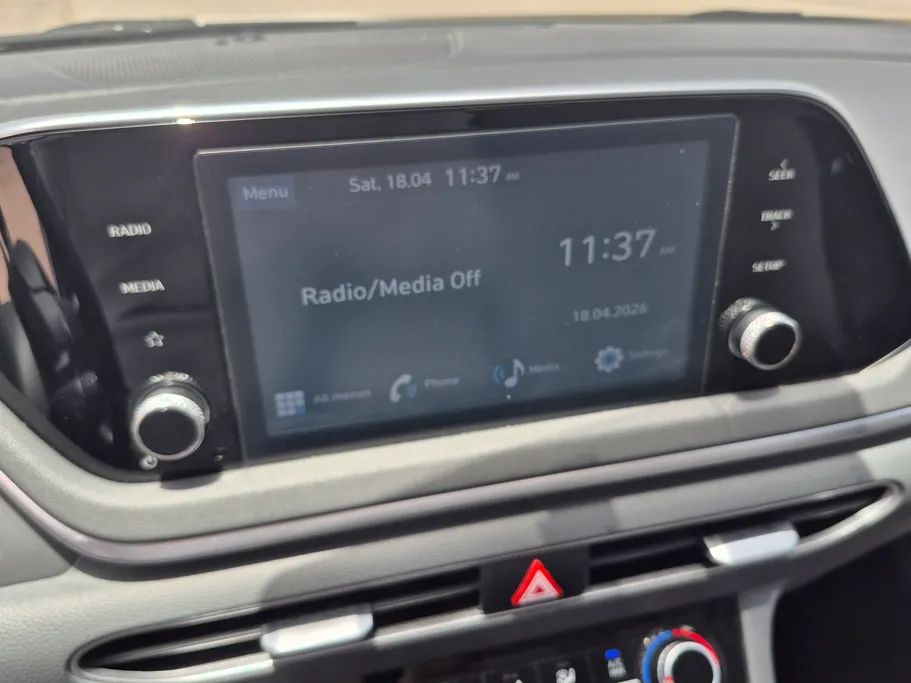 Menu
Sat, 18.04 11:37 AM
RADIO
MEDIA
Radio/Media Off
11:37 AM
18.04.2026
All menus
Phone
Media
Settings
< SEEK
TRACK >
SETUP